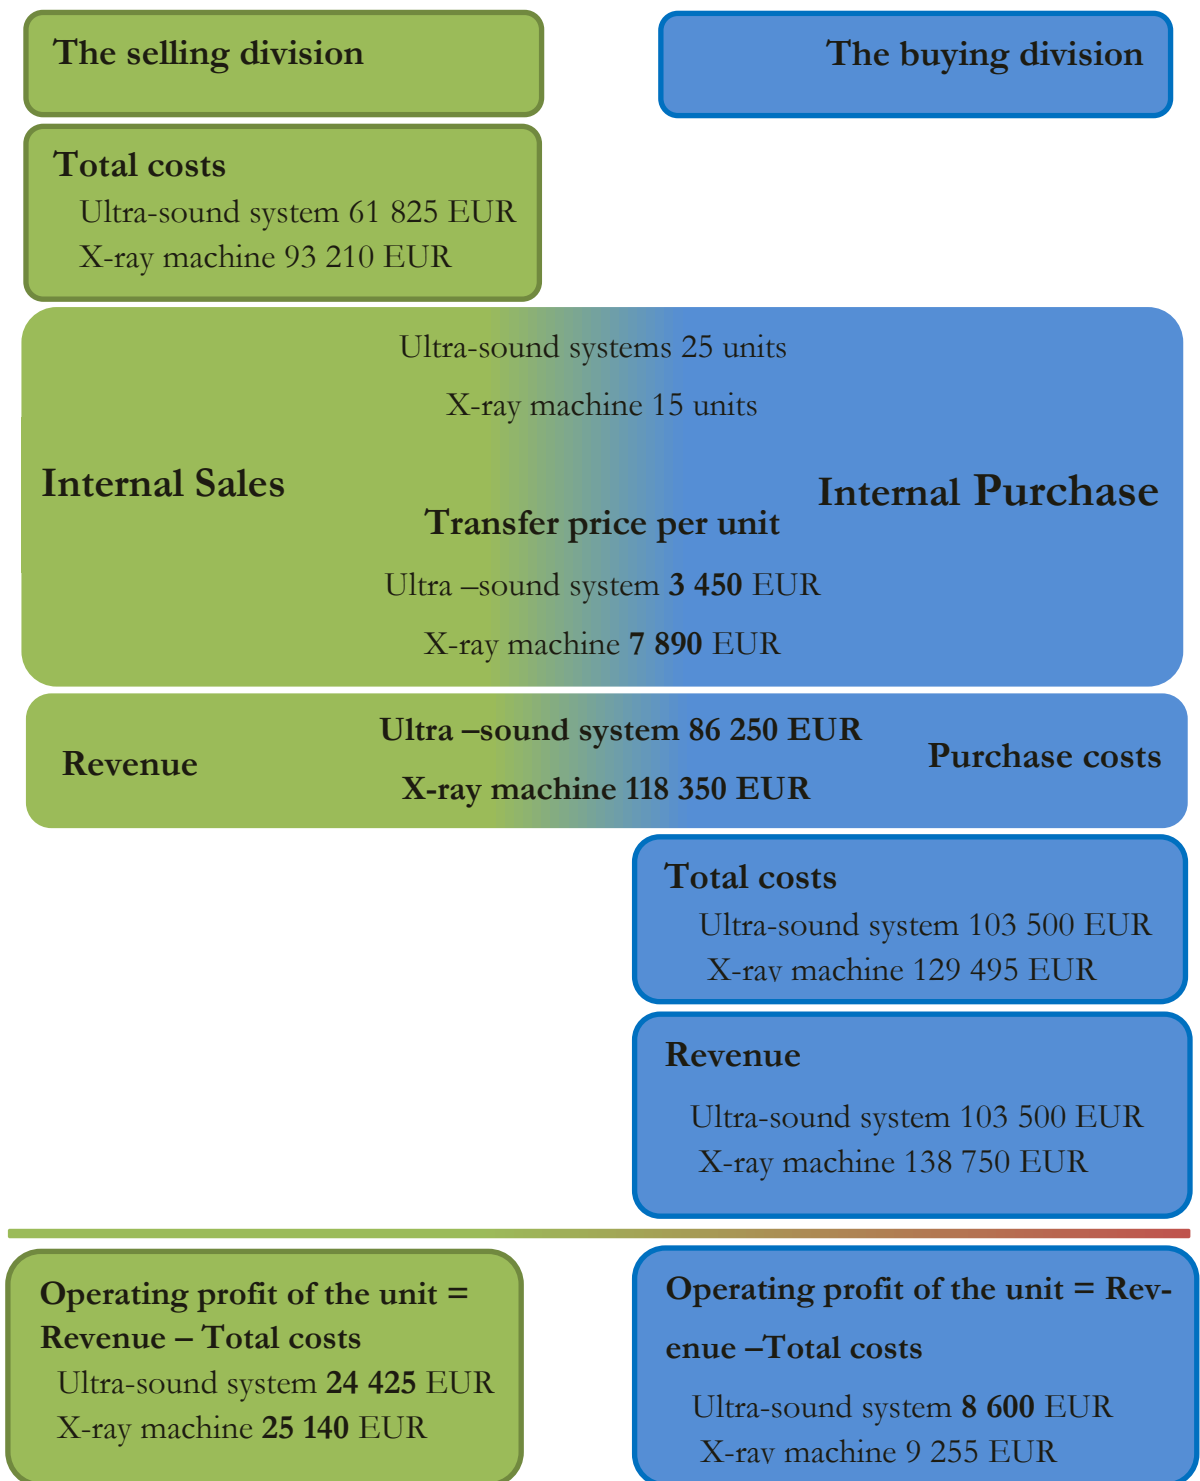 The selling division
The buying division
Total costs
Ultra-sound system 61 825 EUR
X-ray machine 93 210 EUR
Ultra-sound systems 25 units
X-ray machine 15 units
Internal Sales
Internal Purchase
Transfer price per unit
Ultra –sound system 3 450 EUR
X-ray machine 7 890 EUR
Revenue
Ultra –sound system 86 250 EUR
X-ray machine 118 350 EUR
Purchase costs
Total costs
Ultra-sound system 103 500 EUR
X-ray machine 129 495 EUR
Revenue
Ultra-sound system 103 500 EUR
X-ray machine 138 750 EUR
Operating profit of the unit =
Revenue – Total costs
Ultra-sound system 24 425 EUR
X-ray machine 25 140 EUR
Operating profit of the unit = Rev-
enue –Total costs
Ultra-sound system 8 600 EUR
X-ray machine 9 255 EUR